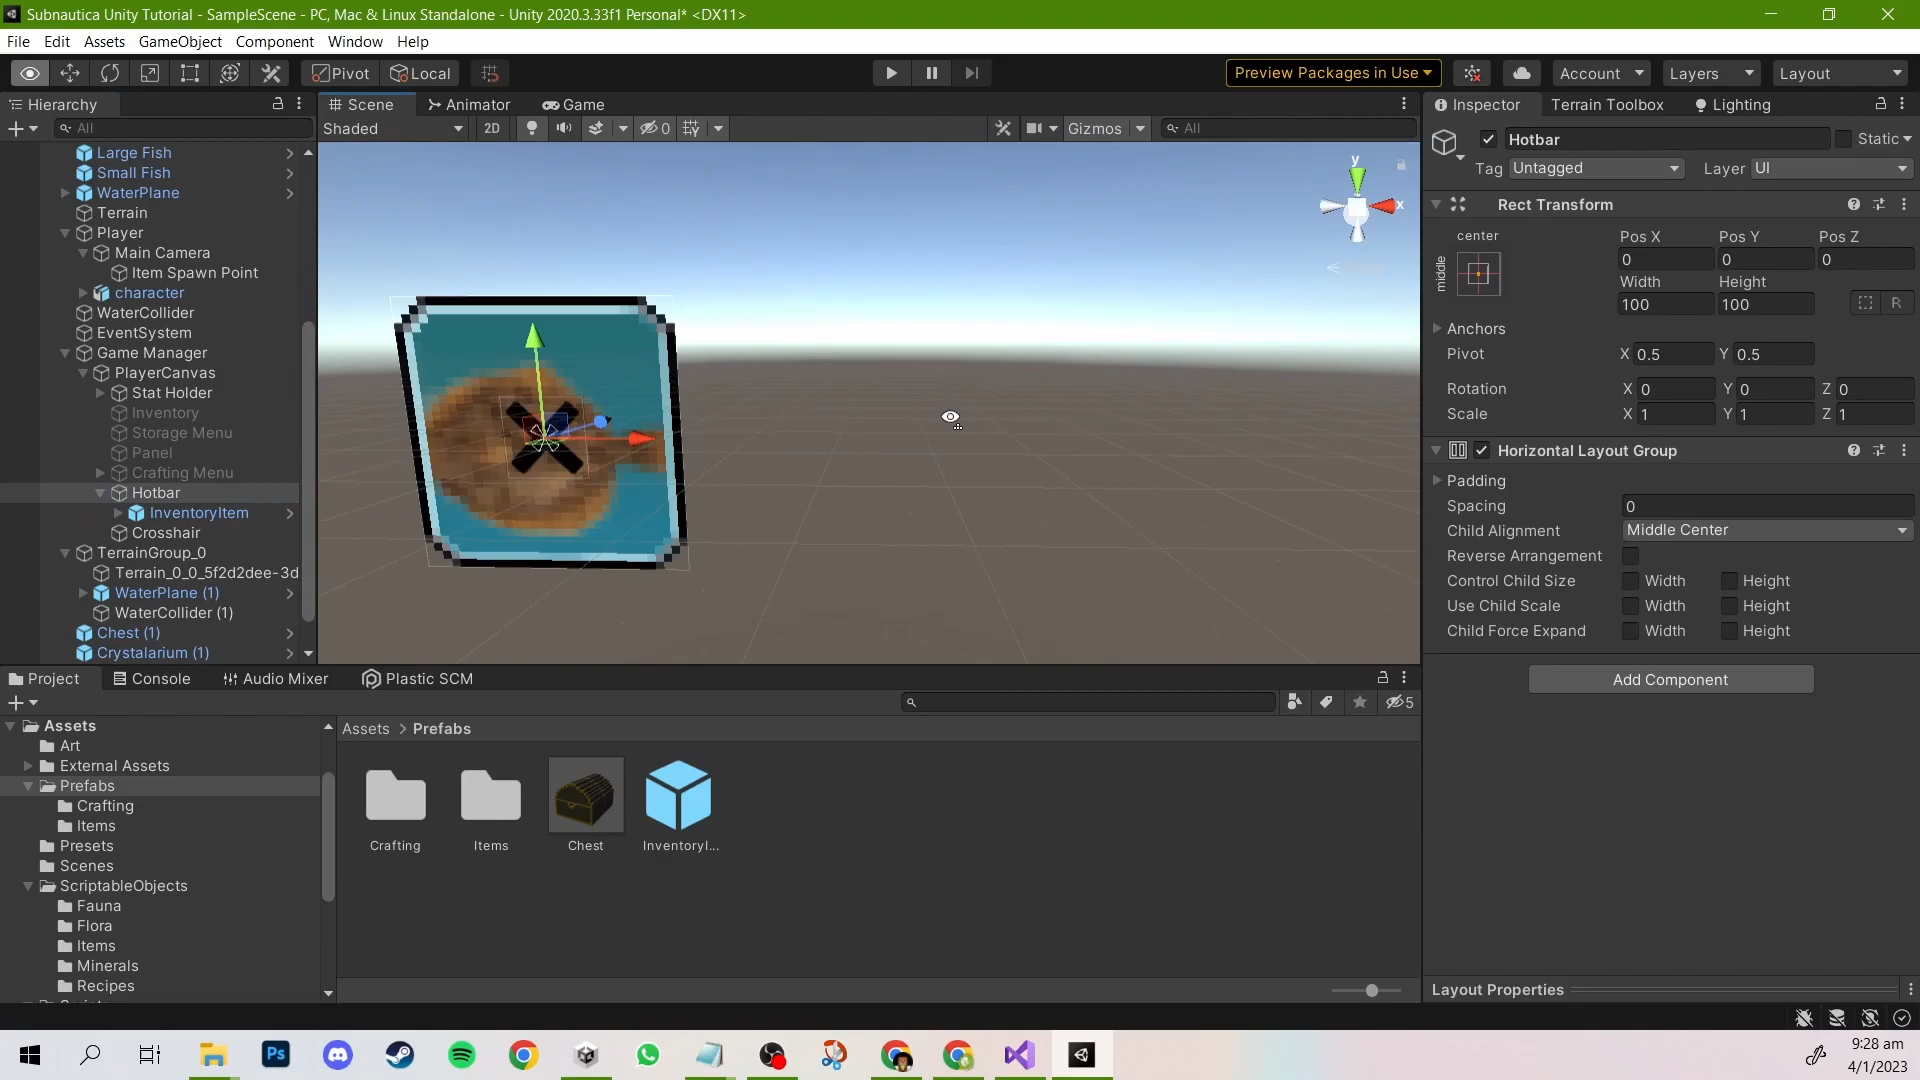 Subnautica Unity Tutorial - SampleScene - PC, Mac & Linux Standalone - Unity 2020.3.33f1 Personal* <DX11>
File Edit Assets GameObject Component Window Help
Pivot Local Preview Packages in Use Account Layers Layout
Hierarchy
All
Large Fish
Small Fish
WaterPlane
Terrain
Player
Main Camera
Item Spawn Point
character
WaterCollider
EventSystem
Game Manager
PlayerCanvas
Stat Holder
Inventory
Storage Menu
Panel
Crafting Menu
Hotbar
InventoryItem
Crosshair
TerrainGroup_0
Terrain_0_0_5f2d2dee-3d
WaterPlane (1)
WaterCollider (1)
Chest (1)
Crystalarium (1)
Scene Animator Game
Shaded 2D 0 Gizmos All
y
x
Inspector Terrain Toolbox Lighting
Hotbar Static
Tag Untagged Layer UI
Rect Transform
center
middle
Pos X Pos Y Pos Z
0 0 0
Width Height
100 100 R
Anchors
Pivot X 0.5 Y 0.5
Rotation X 0 Y 0 Z 0
Scale X 1 Y 1 Z 1
Horizontal Layout Group
Padding
Spacing 0
Child Alignment Middle Center
Reverse Arrangement
Control Child Size Width Height
Use Child Scale Width Height
Child Force Expand Width Height
Add Component
Layout Properties
Project Console Audio Mixer Plastic SCM
5
Assets
Art
External Assets
Prefabs
Crafting
Items
Presets
Scenes
ScriptableObjects
Fauna
Flora
Items
Minerals
Recipes
Assets > Prefabs
Crafting Items Chest InventoryI...
Ps
9:28 am
4/1/2023